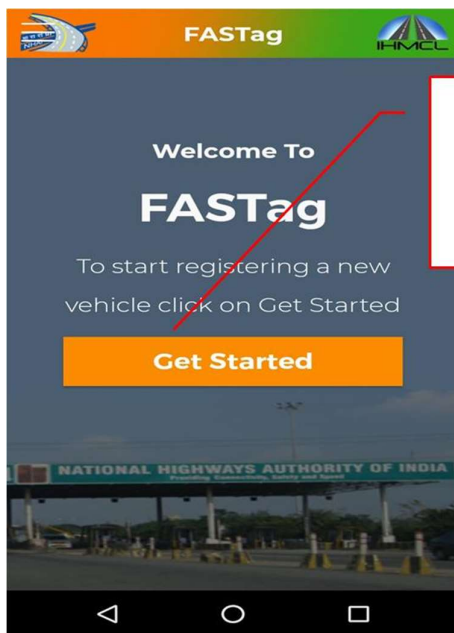 FASTag
IHMCL
Welcome To
FASTag
To start registering a new
vehicle click on Get Started
Get Started
NATIONAL HIGHWAYS AUTHORITY OF INDIA
Providing Connectivity, Safety and Speed